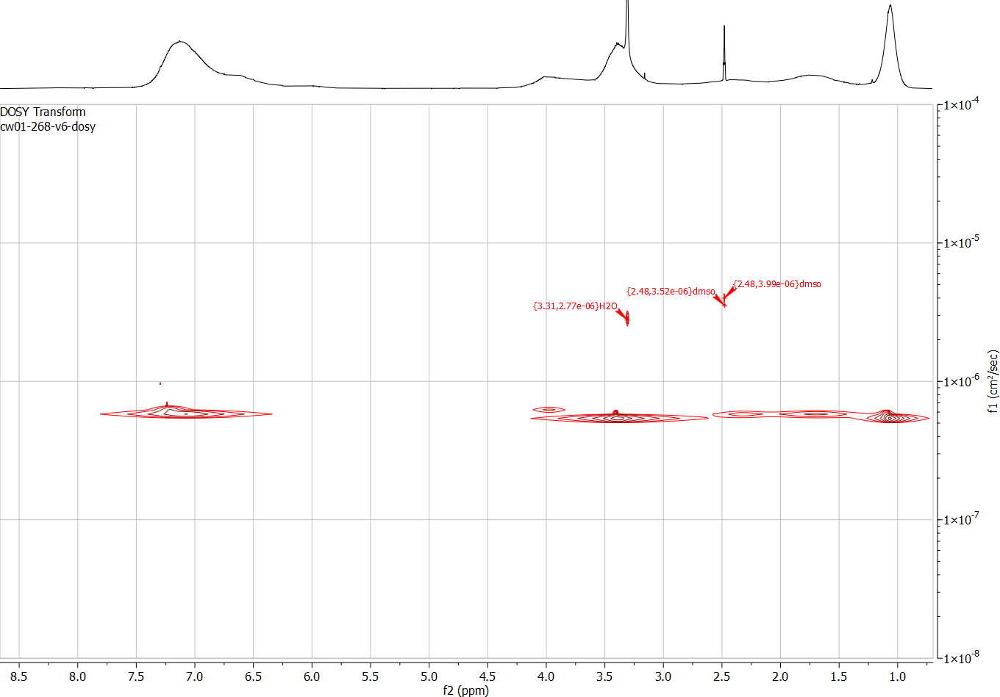 DOSY Transform
cw01-268-v6-dosy
1×10-4
1×10-5
{2.48,3.99e-06}dmso
{2.48,3.52e-06}dmso
{3.31,2.77e-06}H2O
1×10-6
f1 (cm2/sec)
1×10-7
1×10-8
8.5 8.0 7.5 7.0 6.5 6.0 5.5 5.0 4.5 4.0 3.5 3.0 2.5 2.0 1.5 1.0
f2 (ppm)